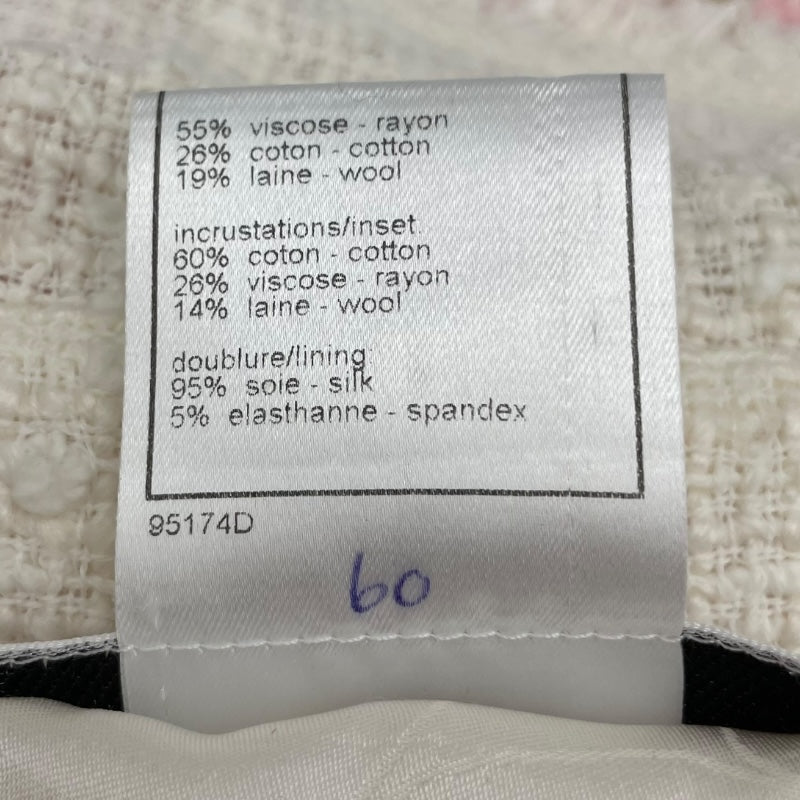 55% viscose - rayon
26% coton - cotton
19% laine - wool
incrustations/inset
60% coton - cotton
26% viscose - rayon
14% laine - wool
doublure/lining
95% soie - silk
5% elasthanne - spandex
95174D
60